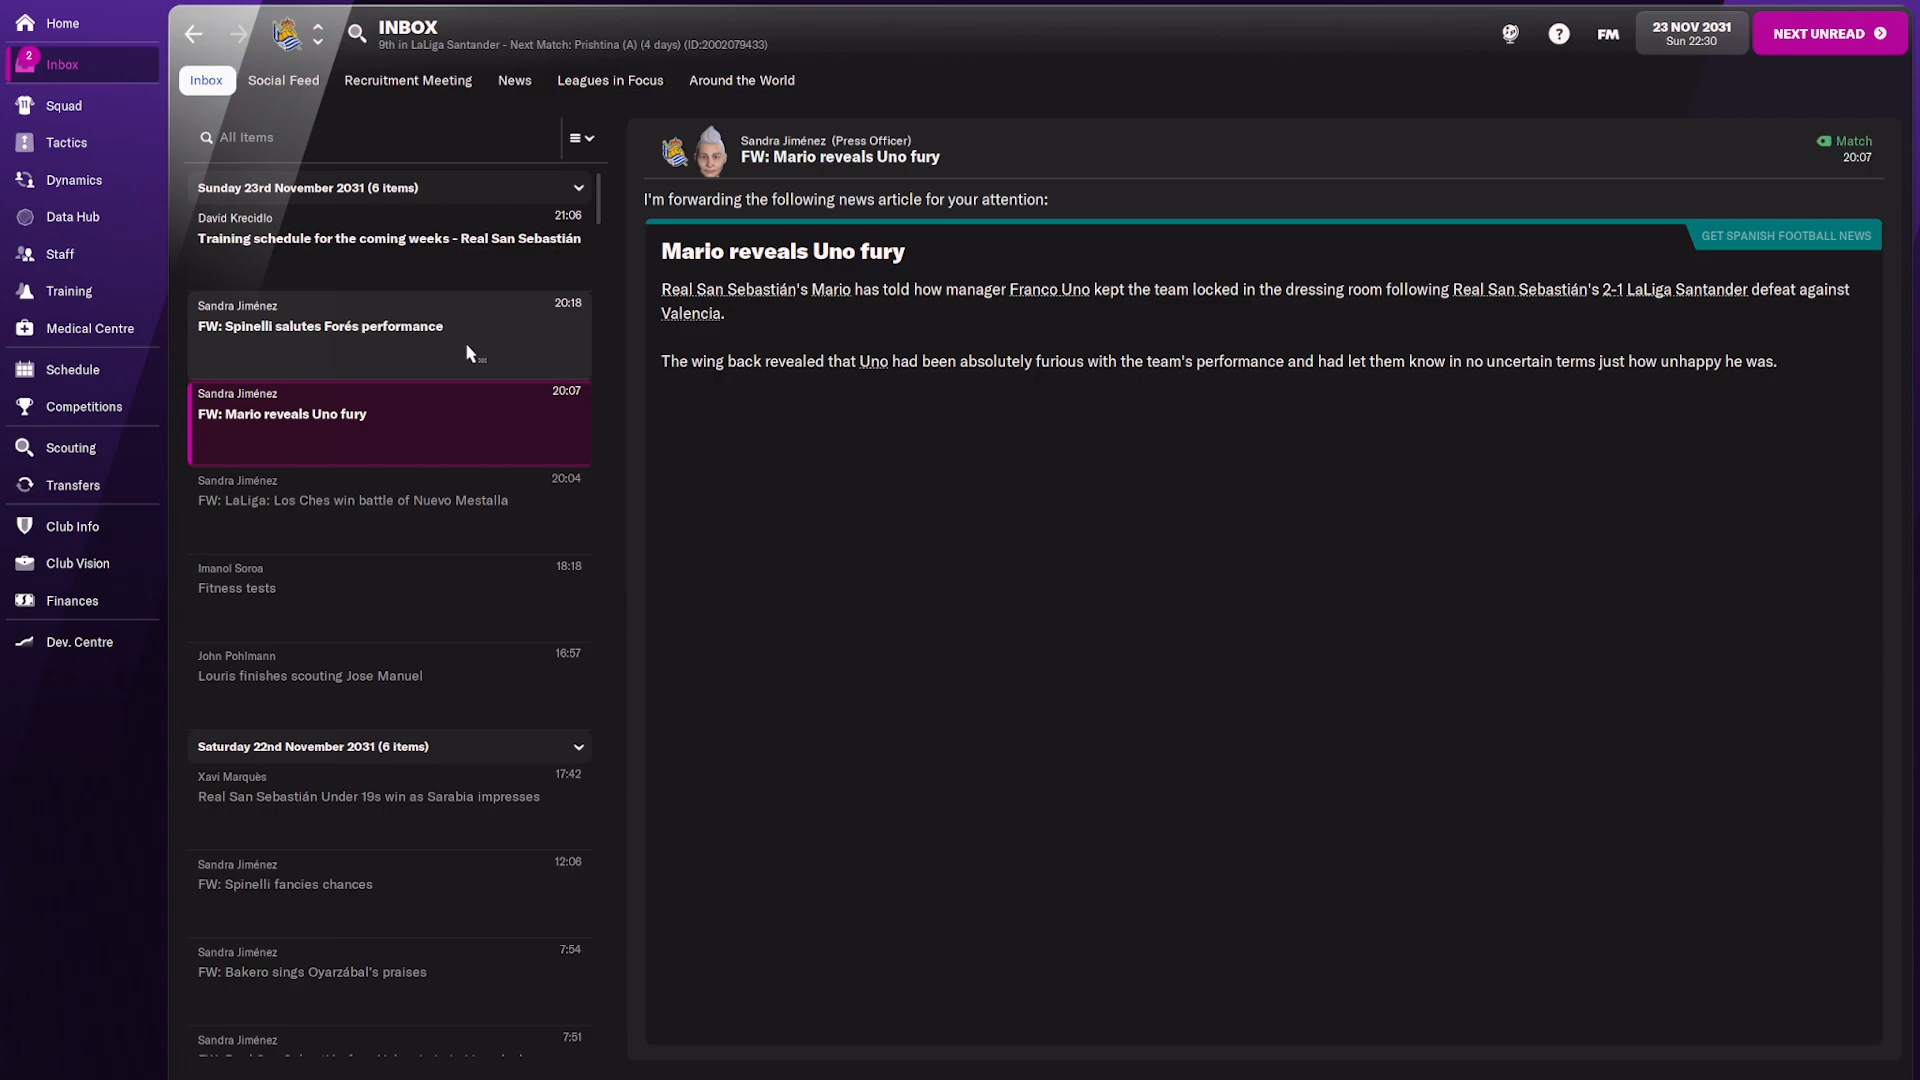 Home
2
Inbox
Squad
Tactics
Dynamics
Data Hub
Staff
Training
Medical Centre
Schedule
Competitions
Scouting
Transfers
Club Info
Club Vision
Finances
Dev. Centre
INBOX
9th in LaLiga Santander - Next Match: Prishtina (A) (4 days) (ID:2002079433)
?
FM
23 NOV 2031
Sun 22:30
NEXT UNREAD
Inbox
Social Feed
Recruitment Meeting
News
Leagues in Focus
Around the World
All Items
Sunday 23rd November 2031 (6 items)
David Krecidlo
21:06
Training schedule for the coming weeks - Real San Sebastián
Sandra Jiménez
20:18
FW: Spinelli salutes Forés performance
Sandra Jiménez
20:07
FW: Mario reveals Uno fury
Sandra Jiménez
20:04
FW: LaLiga: Los Ches win battle of Nuevo Mestalla
Imanol Soroa
18:18
Fitness tests
John Pohlmann
16:57
Louris finishes scouting Jose Manuel
Saturday 22nd November 2031 (6 items)
Xavi Marquès
17:42
Real San Sebastián Under 19s win as Sarabia impresses
Sandra Jiménez
12:06
FW: Spinelli fancies chances
Sandra Jiménez
7:54
FW: Bakero sings Oyarzábal's praises
Sandra Jiménez
7:51
Sandra Jiménez (Press Officer)
FW: Mario reveals Uno fury
Match
20:07
I'm forwarding the following news article for your attention:
GET SPANISH FOOTBALL NEWS
Mario reveals Uno fury
Real San Sebastián's Mario has told how manager Franco Uno kept the team locked in the dressing room following Real San Sebastián's 2-1 LaLiga Santander defeat against
Valencia.
The wing back revealed that Uno had been absolutely furious with the team's performance and had let them know in no uncertain terms just how unhappy he was.